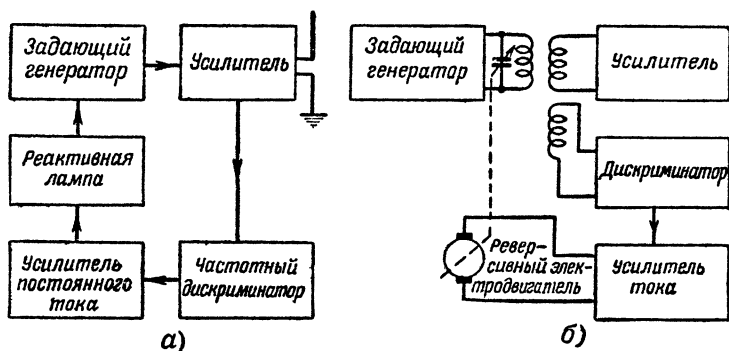 Задающий
генератор
Усилитель
Реактивная
лампа
Усилитель
постоянного
тока
Частотный
дискриминатор
а)
Задающий
генератор
Усилитель
Дискриминатор
Ревер-
сивный элек-
тродвигатель
Усилитель
тока
б)